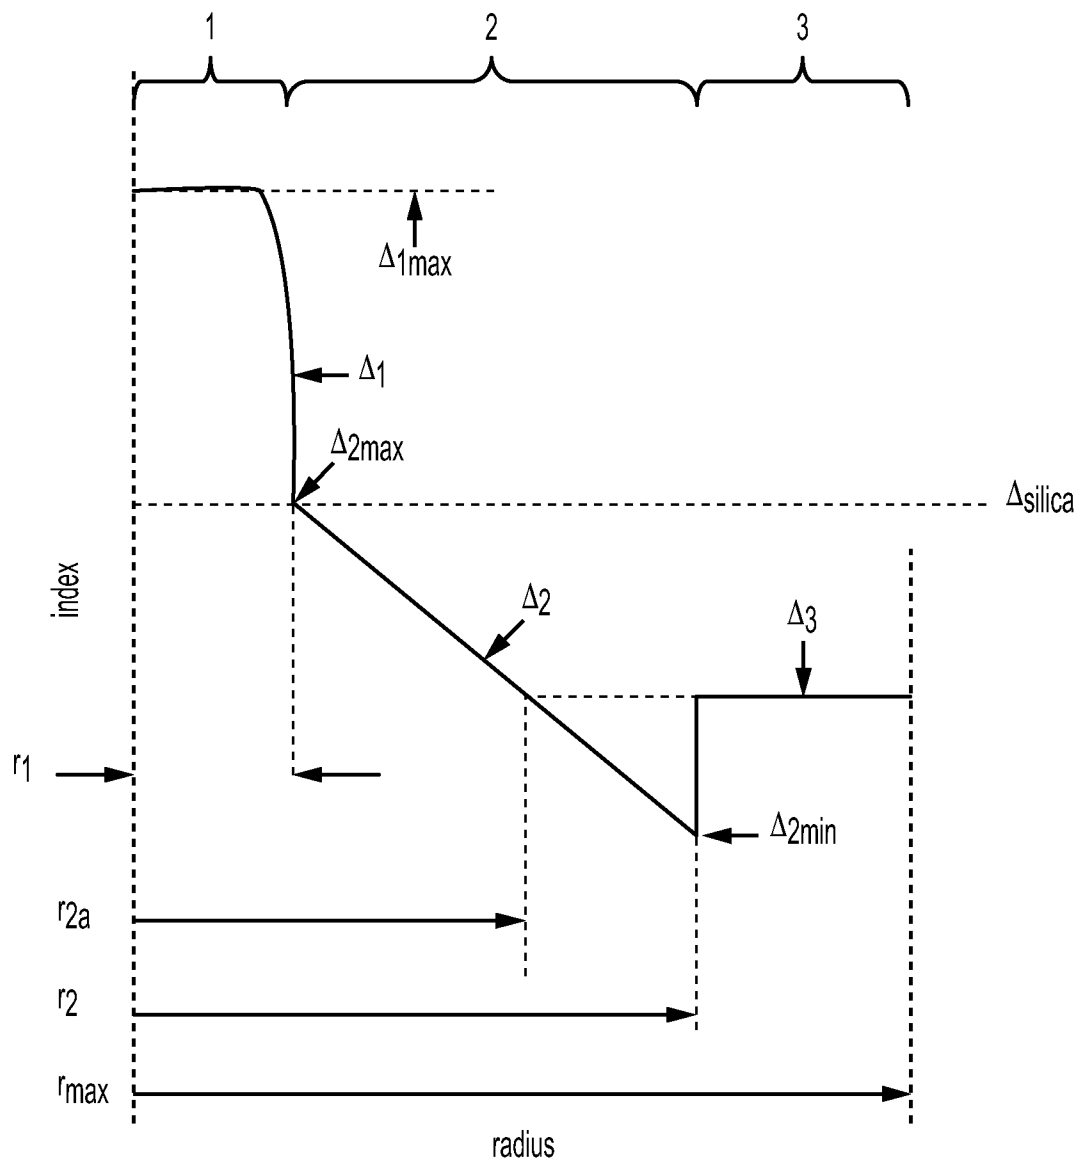 1 2 3
Δ1max
Δ1
Δ2max
Δsilica
index
Δ2
Δ3
r1
Δ2min
r2a
r2
rmax
radius